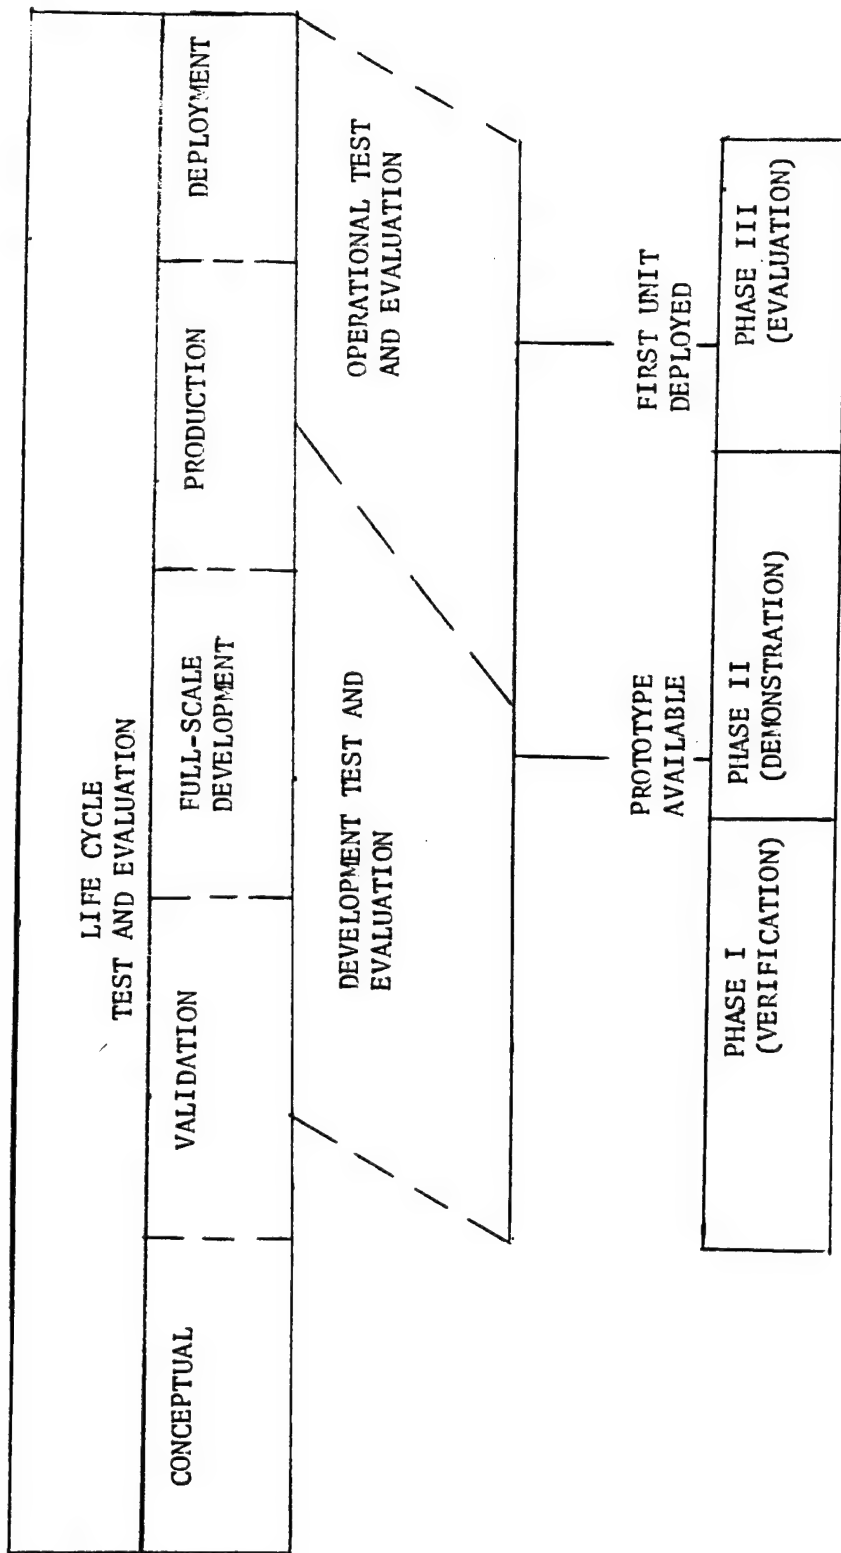 LIFE CYCLE
TEST AND EVALUATION
CONCEPTUAL
VALIDATION
FULL-SCALE
DEVELOPMENT
PRODUCTION
DEPLOYMENT
DEVELOPMENT TEST AND
EVALUATION
OPERATIONAL TEST
AND EVALUATION
PROTOTYPE
AVAILABLE
FIRST UNIT
DEPLOYED
PHASE I
(VERIFICATION)
PHASE II
(DEMONSTRATION)
PHASE III
(EVALUATION)